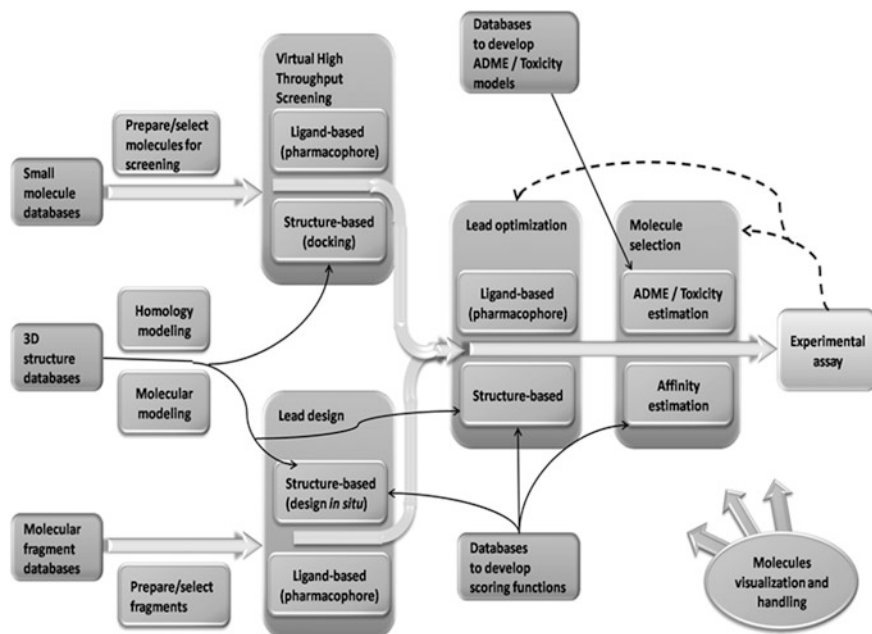 Databases
to develop
ADME / Toxicity
models
Virtual High
Throughput
Screening
Ligand-based
(pharmacophore)
Structure-based
(docking)
Prepare/select
molecules for
screening
Small
molecule
databases
Lead optimization
Ligand-based
(pharmacophore)
Structure-based
Molecule
selection
ADME / Toxicity
estimation
Affinity
estimation
Experimental
assay
3D
structure
databases
Homology
modeling
Molecular
modeling
Lead design
Structure-based
(design in situ)
Ligand-based
(pharmacophore)
Molecular
fragment
databases
Prepare/select
fragments
Databases
to develop
scoring functions
Molecules
visualization and
handling